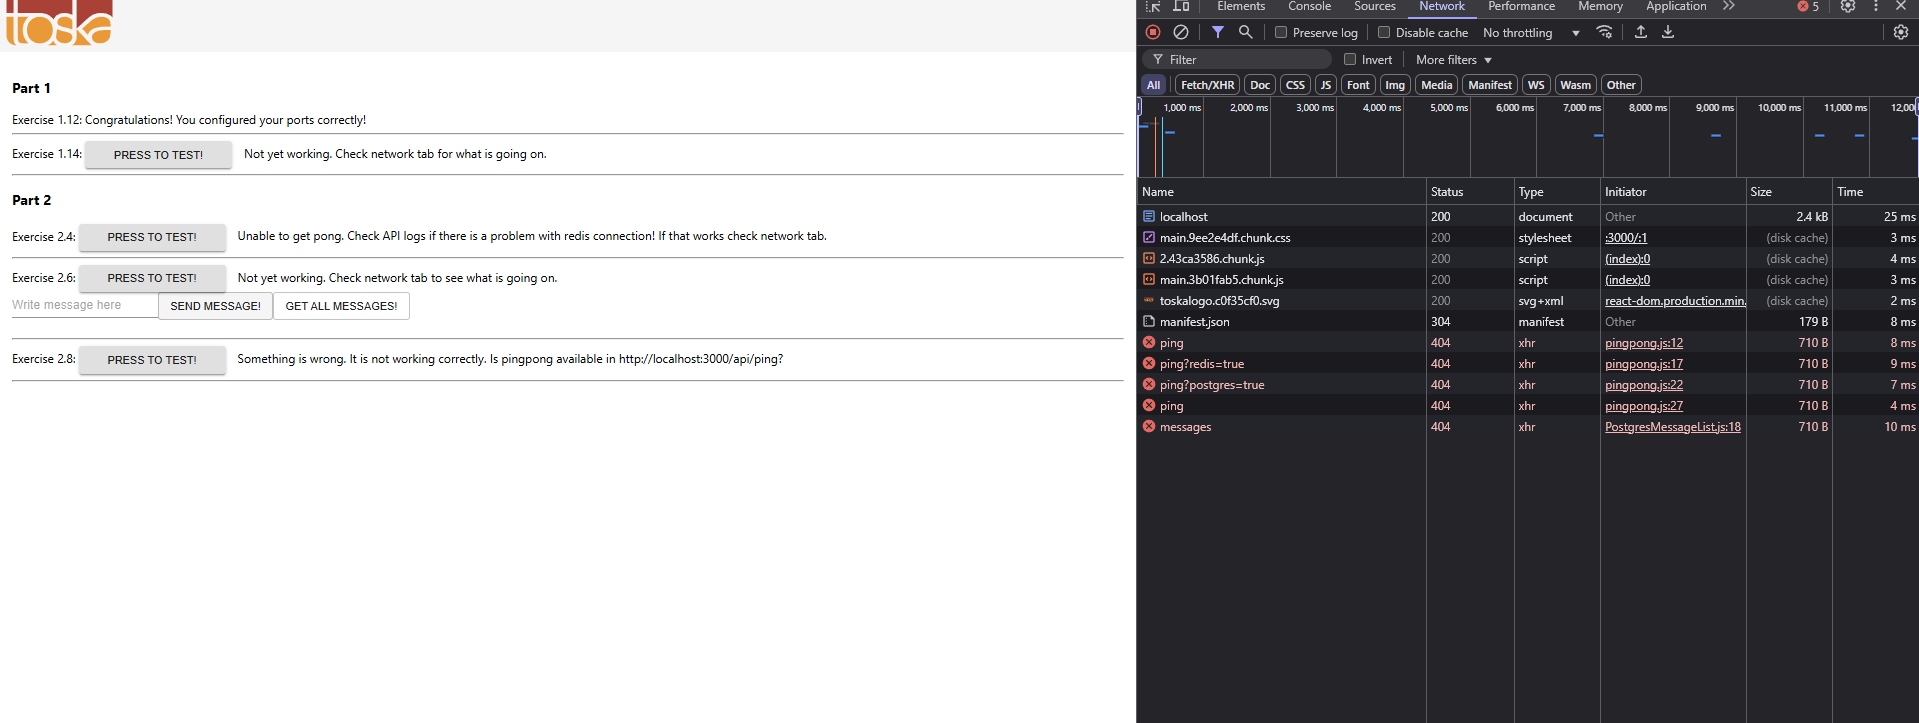 toska
Part 1
Exercise 1.12: Congratulations! You configured your ports correctly!
Exercise 1.14: PRESS TO TEST! Not yet working. Check network tab for what is going on.
Part 2
Exercise 2.4: PRESS TO TEST! Unable to get pong. Check API logs if there is a problem with redis connection! If that works check network tab.
Exercise 2.6: PRESS TO TEST! Not yet working. Check network tab to see what is going on.
Write message here SEND MESSAGE! GET ALL MESSAGES!
Exercise 2.8: PRESS TO TEST! Something is wrong. It is not working correctly. Is pingpong available in http://localhost:3000/api/ping?
Elements Console Sources Network Performance Memory Application 5
Preserve log Disable cache No throttling
Filter Invert More filters
All Fetch/XHR Doc CSS JS Font Img Media Manifest WS Wasm Other
1,000 ms 2,000 ms 3,000 ms 4,000 ms 5,000 ms 6,000 ms 7,000 ms 8,000 ms 9,000 ms 10,000 ms 11,000 ms 12,00
Name Status Type Initiator Size Time
localhost 200 document Other 2.4 kB 25 ms
main.9ee2e4df.chunk.css 200 stylesheet :3000/:1 (disk cache) 3 ms
2.43ca3586.chunk.js 200 script (index):0 (disk cache) 4 ms
main.3b01fab5.chunk.js 200 script (index):0 (disk cache) 3 ms
toskalogo.c0f35cf0.svg 200 svg+xml react-dom.production.min. (disk cache) 2 ms
manifest.json 304 manifest Other 179 B 8 ms
ping 404 xhr pingpong.js:12 710 B 8 ms
ping?redis=true 404 xhr pingpong.js:17 710 B 9 ms
ping?postgres=true 404 xhr pingpong.js:22 710 B 7 ms
ping 404 xhr pingpong.js:27 710 B 4 ms
messages 404 xhr PostgresMessageList.js:18 710 B 10 ms